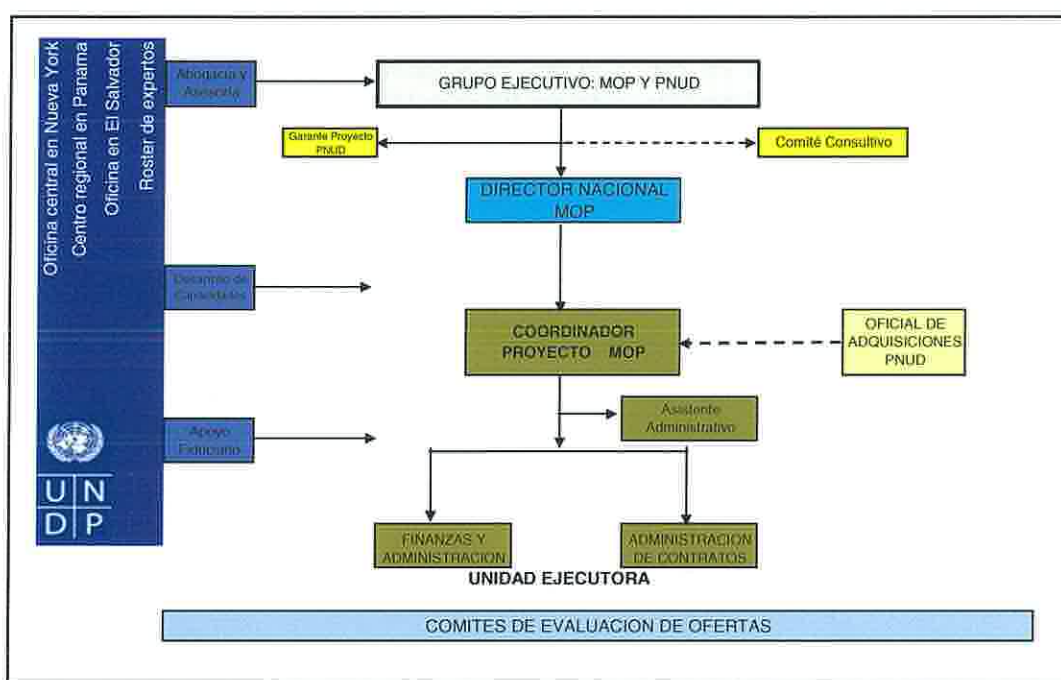 Oficina central en Nueva York
Centro regional en Panama
Oficina en El Salvador
Roster de expertos
Abogacía y
Asesoría
GRUPO EJECUTIVO: MOP Y PNUD
Garante Proyecto
PNUD
Comité Consultivo
DIRECTOR NACIONAL
MOP
Desarrollo de
Capacidades
COORDINADOR
PROYECTO MOP
OFICIAL DE
ADQUISICIONES
PNUD
Asistente
Administrativo
Apoyo
Fiduciario
U N
D P
FINANZAS Y
ADMINISTRACION
ADMINISTRACION
DE CONTRATOS
UNIDAD EJECUTORA
COMITES DE EVALUACION DE OFERTAS